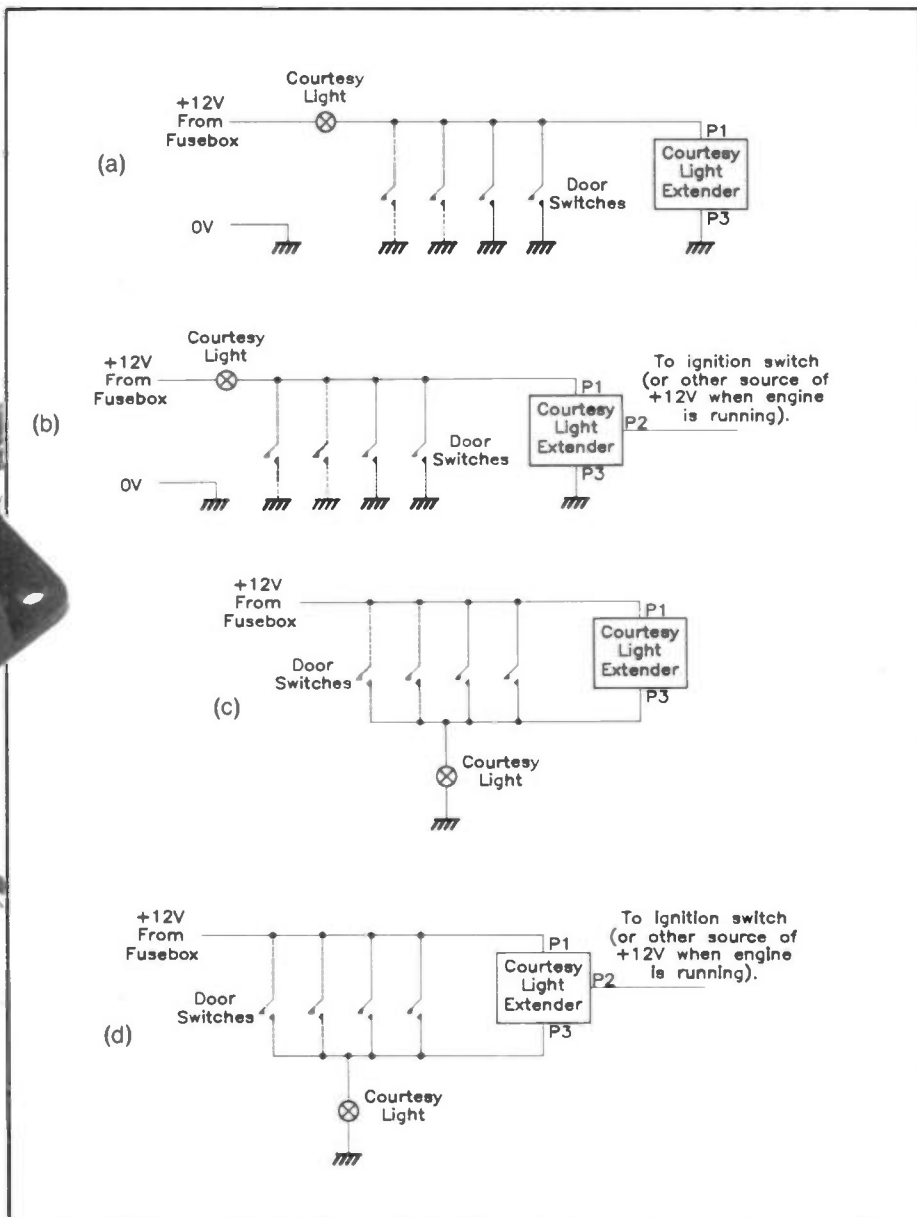 Courtesy
Light
+12V
From
Fusebox
(a)
P1
Courtesy
Light
Extender
P3
Door
Switches
0V
Courtesy
Light
+12V
From
Fusebox
(b)
P1
Courtesy
Light
Extender
P2
P3
To ignition switch
(or other source of
+12V when engine
is running).
Door
Switches
0V
+12V
From
Fusebox
P1
Courtesy
Light
Extender
P3
Door
Switches
(c)
Courtesy
Light
+12V
From
Fusebox
P1
Courtesy
Light
Extender
P2
P3
To ignition switch
(or other source of
+12V when engine
is running).
Door
Switches
(d)
Courtesy
Light